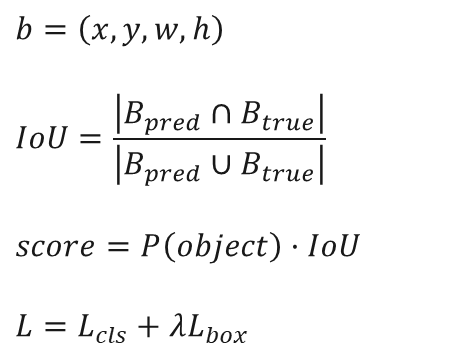 b = (x, y, w, h)
IoU = |B_pred ∩ B_true| / |B_pred ∪ B_true|
score = P(object) · IoU
L = L_cls + λL_box